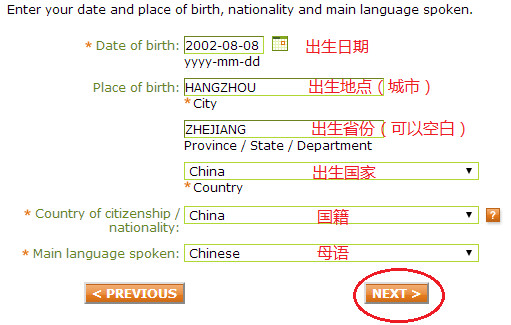 Enter your date and place of birth, nationality and main language spoken.
* Date of birth: 2002-08-08 出生日期
yyyy-mm-dd
Place of birth: HANGZHOU 出生地点（城市）
* City
ZHEJIANG 出生省份（可以空白）
Province / State / Department
China 出生国家
* Country
* Country of citizenship / China 国籍 ?
nationality:
* Main language spoken: Chinese 母语
< PREVIOUS NEXT >